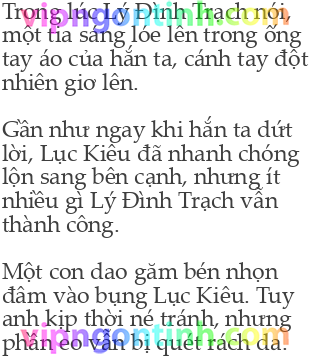 Trong lúc Lý Đình Trạch nói,
vipngontinh.com
một tia sáng lóe lên trong ống
tay áo của hắn ta, cánh tay đột
nhiên giơ lên.
Gần như ngay khi hắn ta dứt
lời, Lục Kiêu đã nhanh chóng
lộn sang bên cạnh, nhưng ít
nhiều gì Lý Đình Trạch vẫn
thành công.
Một con dao găm bén nhọn
đâm vào bụng Lục Kiêu. Tuy
anh kịp thời né tránh, nhưng
vipngontinh.com
phần eo vẫn bị quẹt rách da.